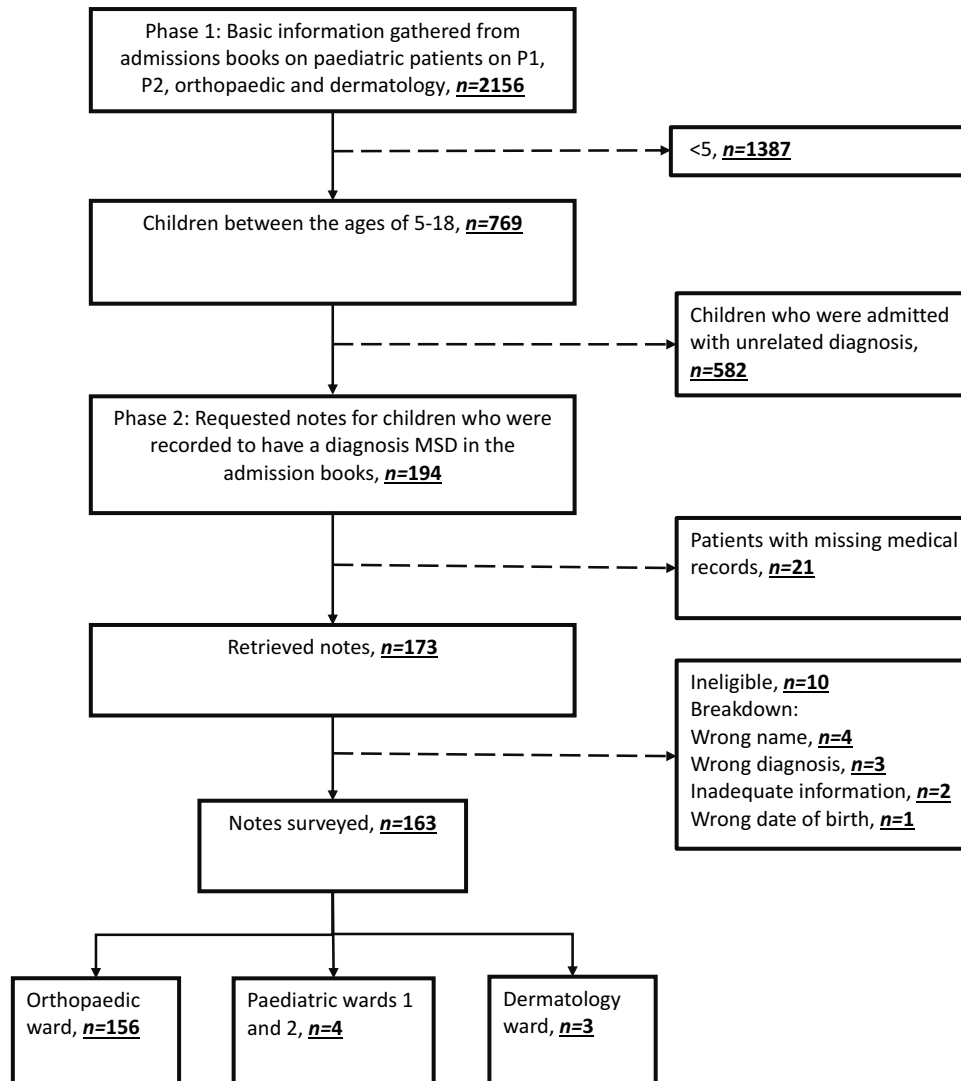 Phase 1: Basic information gathered from
admissions books on paediatric patients on P1,
P2, orthopaedic and dermatology, n=2156
<5, n=1387
Children between the ages of 5-18, n=769
Children who were admitted
with unrelated diagnosis,
n=582
Phase 2: Requested notes for children who were
recorded to have a diagnosis MSD in the
admission books, n=194
Patients with missing medical
records, n=21
Retrieved notes, n=173
Ineligible, n=10
Breakdown:
Wrong name, n=4
Wrong diagnosis, n=3
Inadequate information, n=2
Wrong date of birth, n=1
Notes surveyed, n=163
Orthopaedic
ward, n=156
Paediatric wards 1
and 2, n=4
Dermatology
ward, n=3